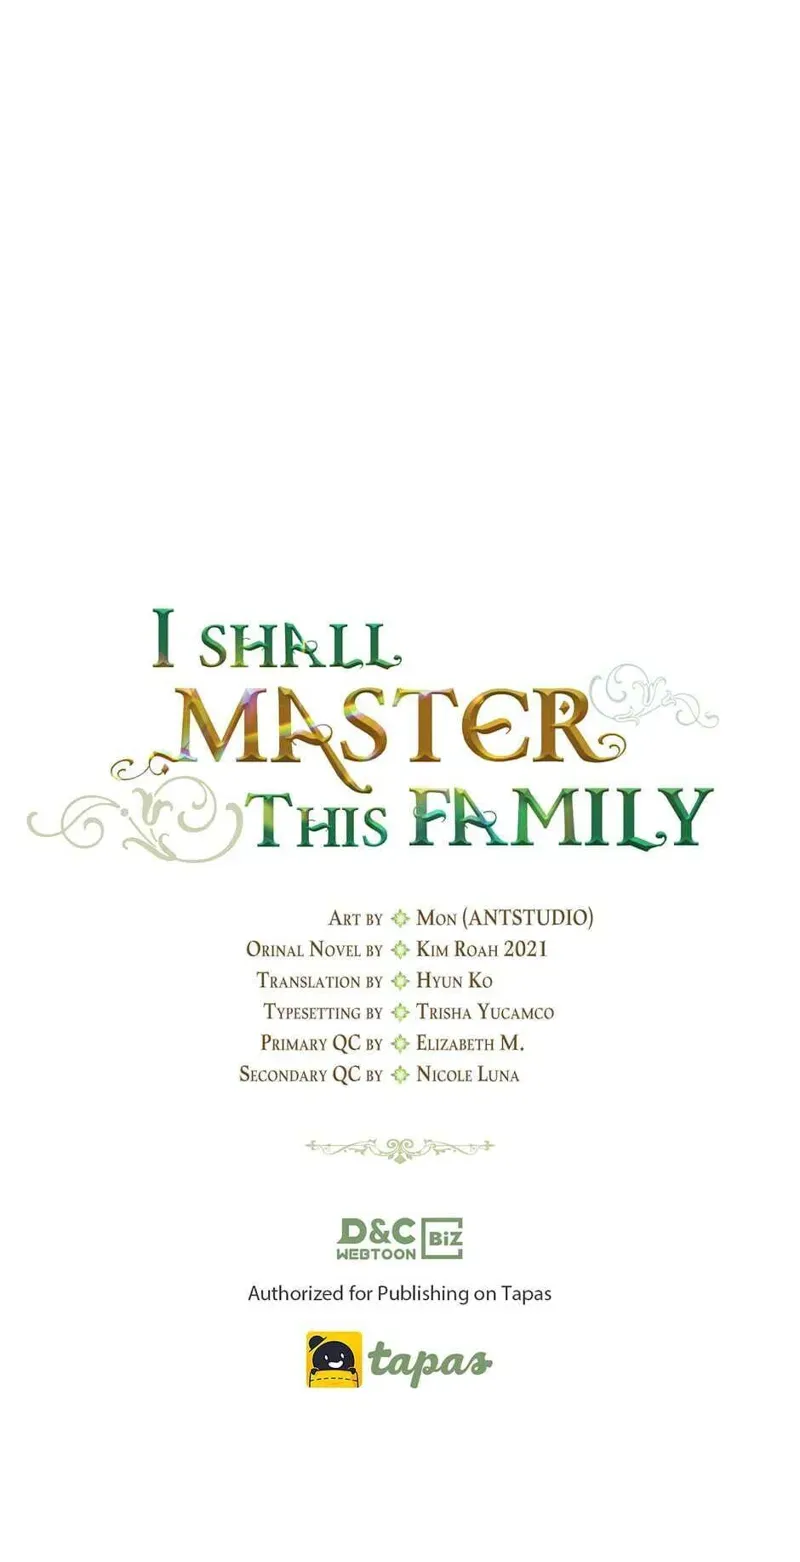 I SHALL
MASTER
THIS FAMILY
ART BY MON (ANTSTUDIO)
ORINAL NOVEL BY KIM ROAH 2021
TRANSLATION BY HYUN KO
TYPESETTING BY TRISHA YUCAMCO
PRIMARY QC BY ELIZABETH M.
SECONDARY QC BY NICOLE LUNA
D&C
WEBTOON BiZ
Authorized for Publishing on Tapas
tapas